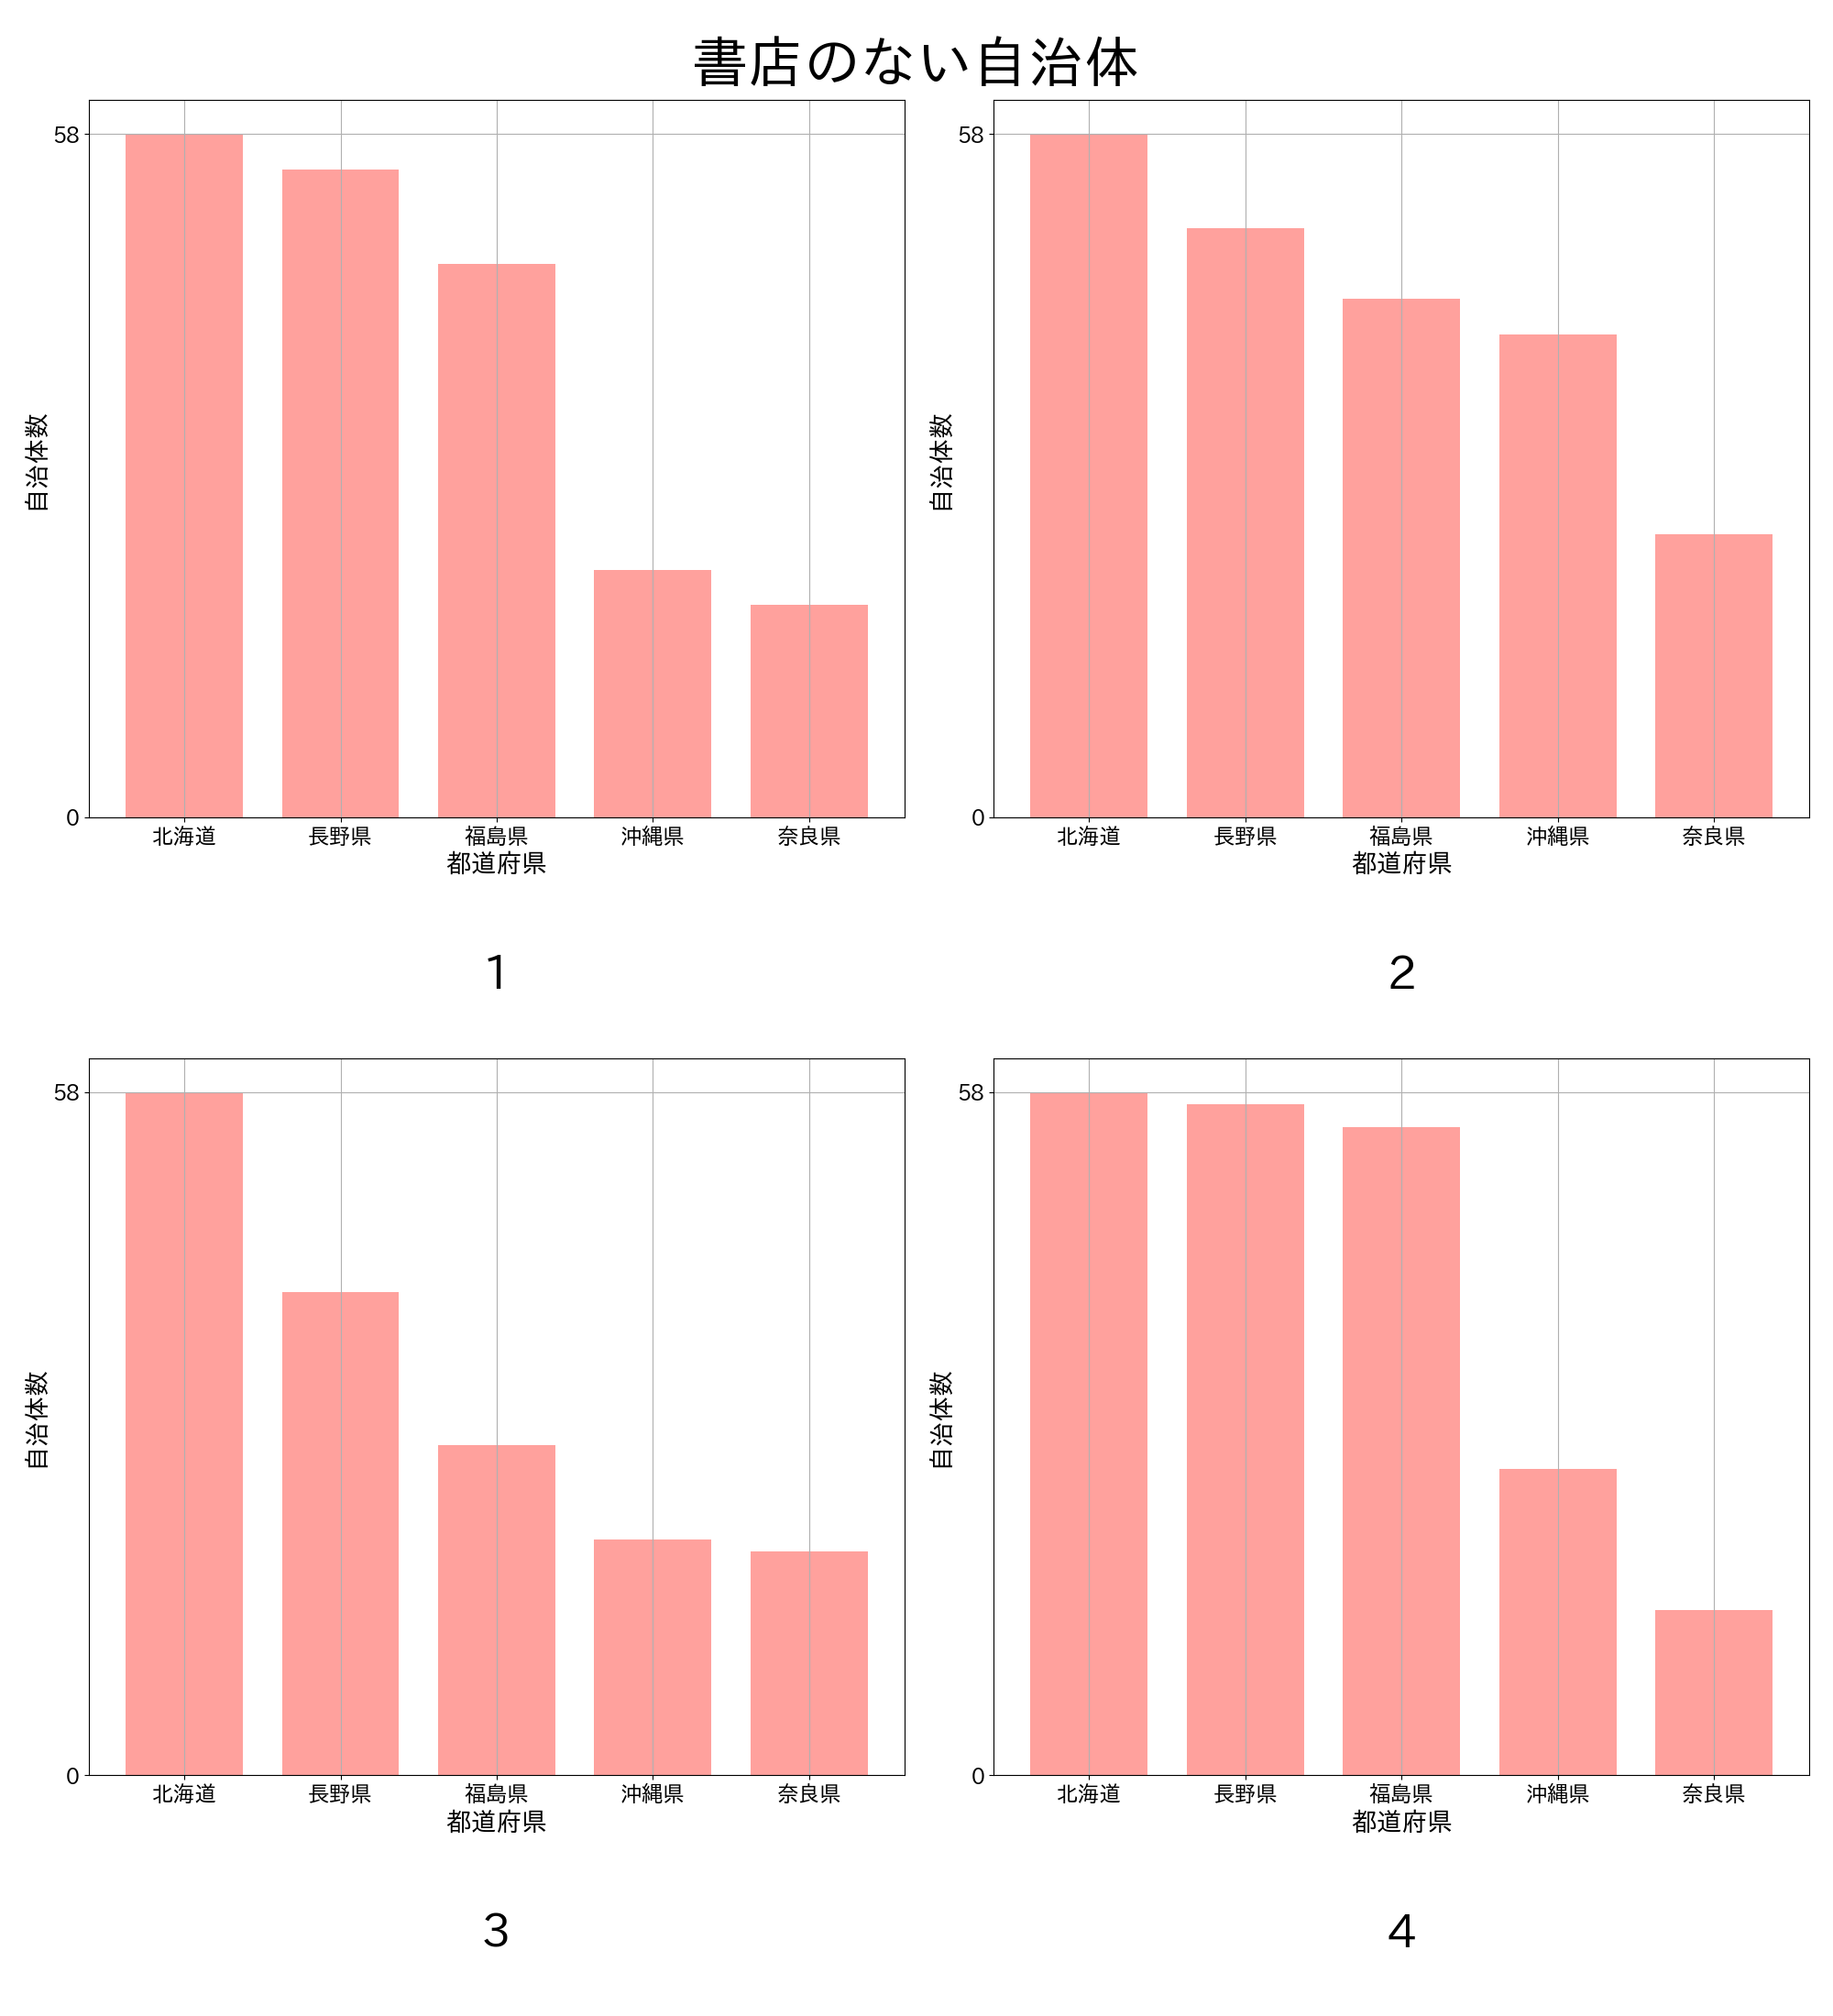 書店のない自治体
58
0
自治体数
北海道 長野県 福島県 沖縄県 奈良県
都道府県
1
58
0
自治体数
北海道 長野県 福島県 沖縄県 奈良県
都道府県
2
58
0
自治体数
北海道 長野県 福島県 沖縄県 奈良県
都道府県
3
58
0
自治体数
北海道 長野県 福島県 沖縄県 奈良県
都道府県
4